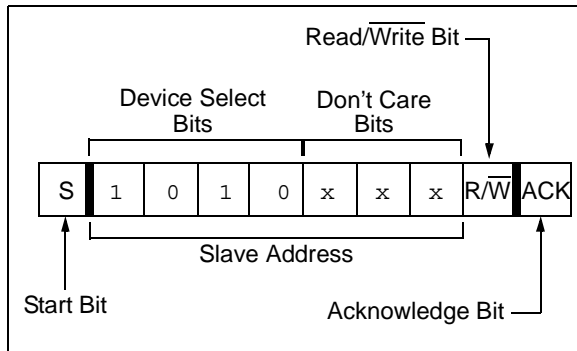 Read/Write Bit
Device Select Bits
Don't Care Bits
S 1 0 1 0 x x x R/W ACK
Slave Address
Start Bit
Acknowledge Bit